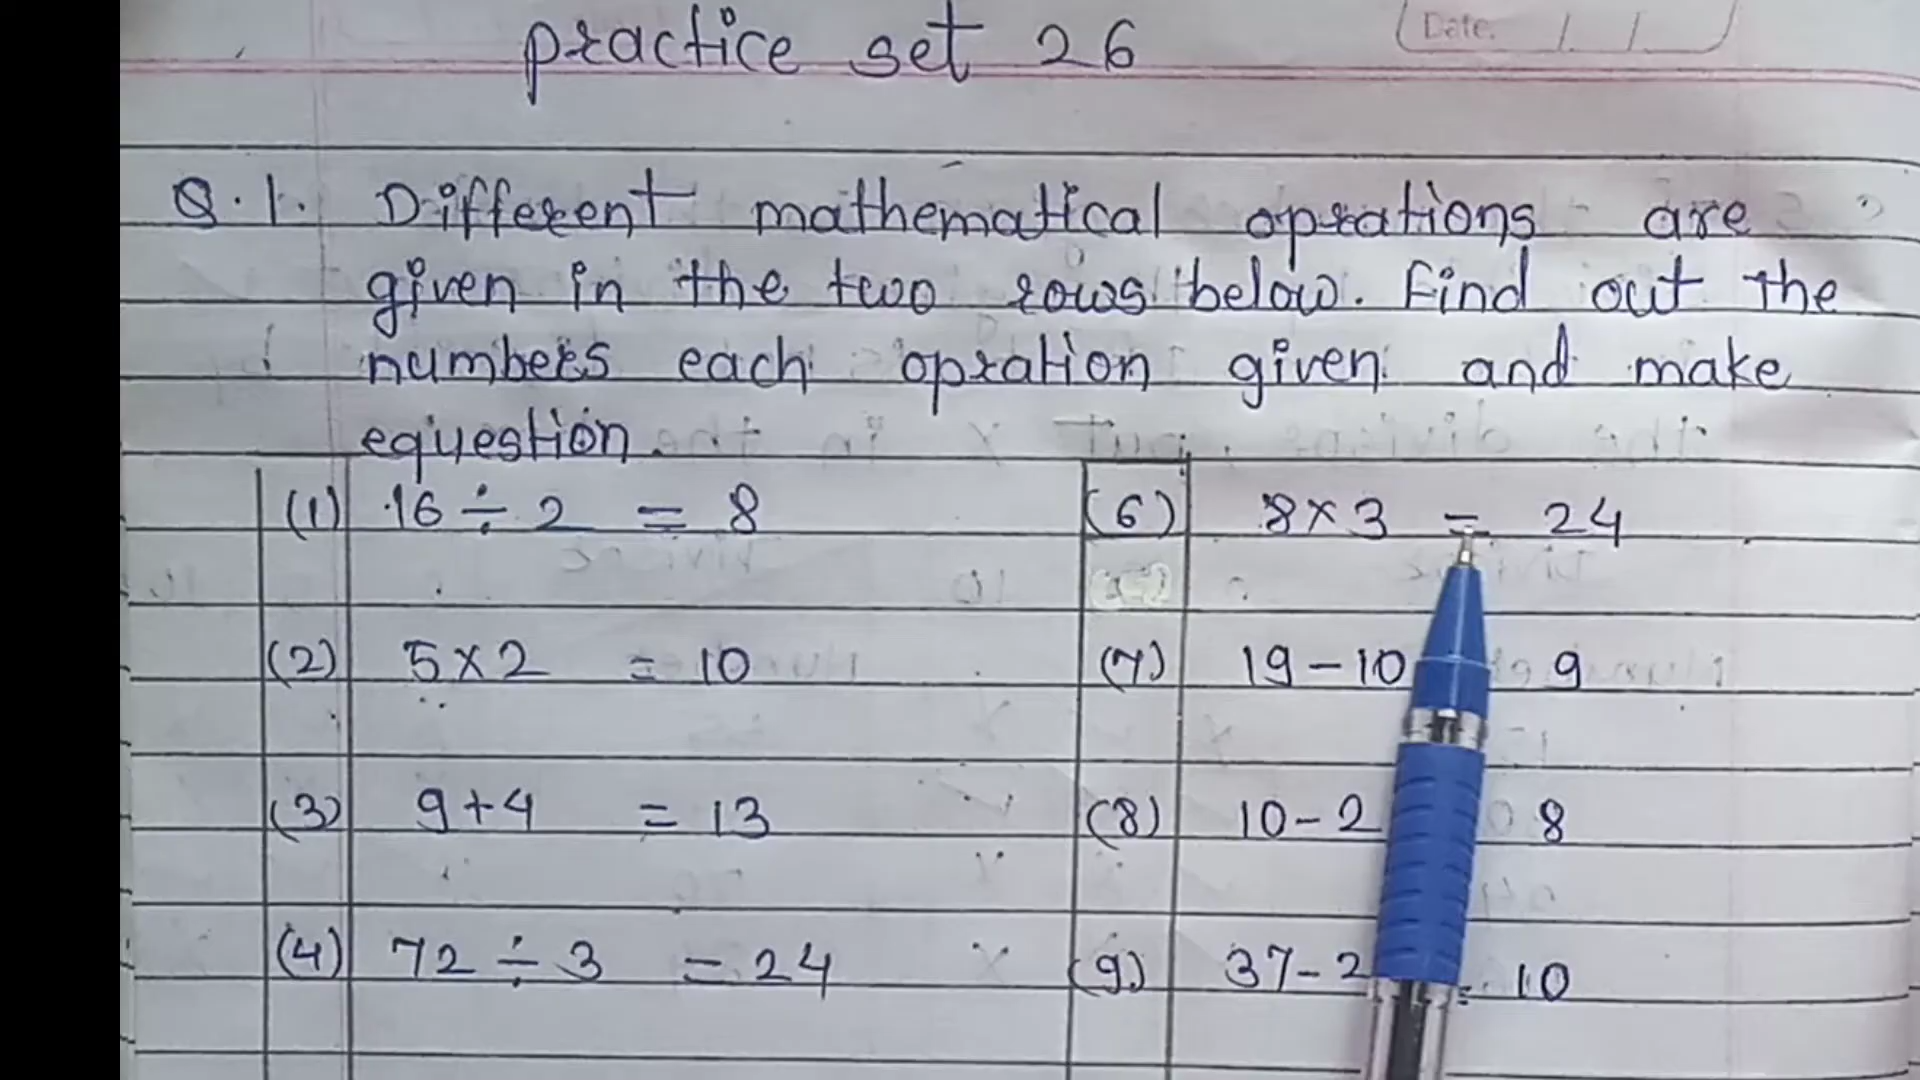 Date. / /
practice set 26
Q.1. Different mathematical oprations are
given in the two rows below. Find out the
numbers each opration given and make
equestion.
(1) 16 ÷ 2 = 8
(6) 8 × 3 = 24
(2) 5 × 2 = 10
(7) 19 - 10 9
(3) 9 + 4 = 13
(8) 10 - 2 8
(4) 72 ÷ 3 = 24
(9) 37 - 2 = 10